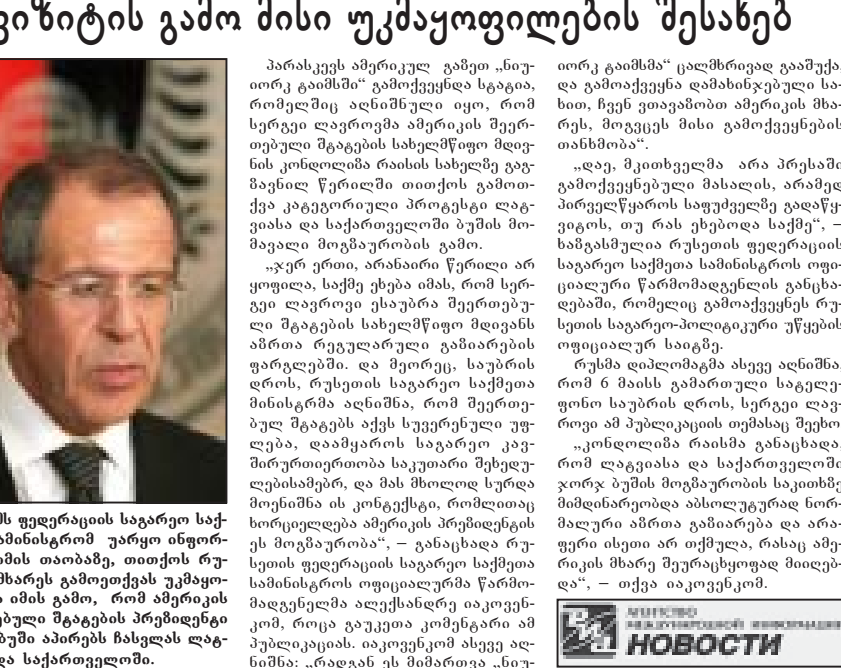 ვიზიტის გამო მისი უკმაყოფილების შესახებ
ფედერაციის საგარეო საქ-
უარყო ინფორ-
თაობაზე, თითქოს რუ-
გამოეთქვას უკმაყო-
იმის გამო, რომ ამერიკის
შტატების პრეზიდენტი
ბუში აპირებს ჩასვლას ლატ-
და საქართველოში.
პარასკევს ამერიკულ გაზეთ „ნიუ-
იორკ ტაიმსში“ გამოქვეყნდა სტატია,
რომელშიც აღნიშნული იყო, რომ
სერგეი ლავროვმა ამერიკის შეერ-
თებული შტატების სახელმწიფო მდივ-
ნის კონდოლიზა რაისის სახელზე გაგ-
ზავნილ წერილში თითქოს გამოთ-
ქვა კატეგორიული პროტესტი ლატ-
ვიასა და საქართველოში ბუშის მო-
მავალი მოგზაურობის გამო.
„ჯერ ერთი, არანაირი წერილი არ
ყოფილა, საქმე ეხება იმას, რომ სერ-
გეი ლავროვი ესაუბრა შეერთებუ-
ლი შტატების სახელმწიფო მდივანს
აზრთა რეგულარული გაზიარების
ფარგლებში. და მეორეც, საუბრის
დროს, რუსეთის საგარეო საქმეთა
მინისტრმა აღნიშნა, რომ შეერთე-
ბულ შტატებს აქვს სუვერენული უფ-
ლება, დაამყაროს საგარეო კავ-
შირურთიერთობა საკუთარი შეხედუ-
ლებისამებრ, და მას მხოლოდ სურდა
მოენიშნა ის კონტექსტი, რომლითაც
ხორციელდება ამერიკის პრეზიდენტის
ეს მოგზაურობა“, – განაცხადა რუ-
სეთის ფედერაციის საგარეო საქმეთა
სამინისტროს ოფიციალურმა წარმო-
მადგენელმა ალექსანდრე იაკოვენ-
კომ, როცა გაუკეთა კომენტარი ამ
პუბლიკაციას. იაკოვენკომ ასევე აღ-
ნიშნა: „რადგან ეს მიმართვა „ნიუ-
იორკ ტაიმსმა“ ცალმხრივად გააშუქა,
და გამოაქვეყნა დამახინჯებული სა-
ხით, ჩვენ ვთავაზობთ ამერიკის მხა-
რეს, მოგვცეს მისი გამოქვეყნების
თანხმობა“.
„დაე, მკითხველმა არა პრესაში
გამოქვეყნებული მასალის, არამედ
პირველწყაროს საფუძველზე გადაწყ-
ვიტოს, თუ რას ეხებოდა საქმე“, –
ხაზგასმულია რუსეთის ფედერაციის
საგარეო საქმეთა სამინისტროს ოფი-
ციალური წარმომადგენლის განცხა-
დებაში, რომელიც გამოაქვეყნეს რუ-
სეთის საგარეო-პოლიტიკური უწყების
ოფიციალურ საიტზე.
რუსმა დიპლომატმა ასევე აღნიშნა,
რომ 6 მაისს გამართული სატელე-
ფონო საუბრის დროს, სერგეი ლავ-
როვი ამ პუბლიკაციის თემასაც შეეხო.
„კონდოლიზა რაისმა განაცხადა,
რომ ლატვიასა და საქართველოში
ჯორჯ ბუშის მოგზაურობის საკითხზე
მიმდინარეობდა აბსოლუტურად ნორ-
მალური აზრთა გაზიარება და არა-
ფერი ისეთი არ თქმულა, რასაც ამე-
რიკის მხარე შეურაცხყოფად მიიღებ-
და“, – თქვა იაკოვენკომ.
АГЕНТСТВО
МЕЖДУНАРОДНОЙ ИНФОРМАЦИИ
НОВОСТИ